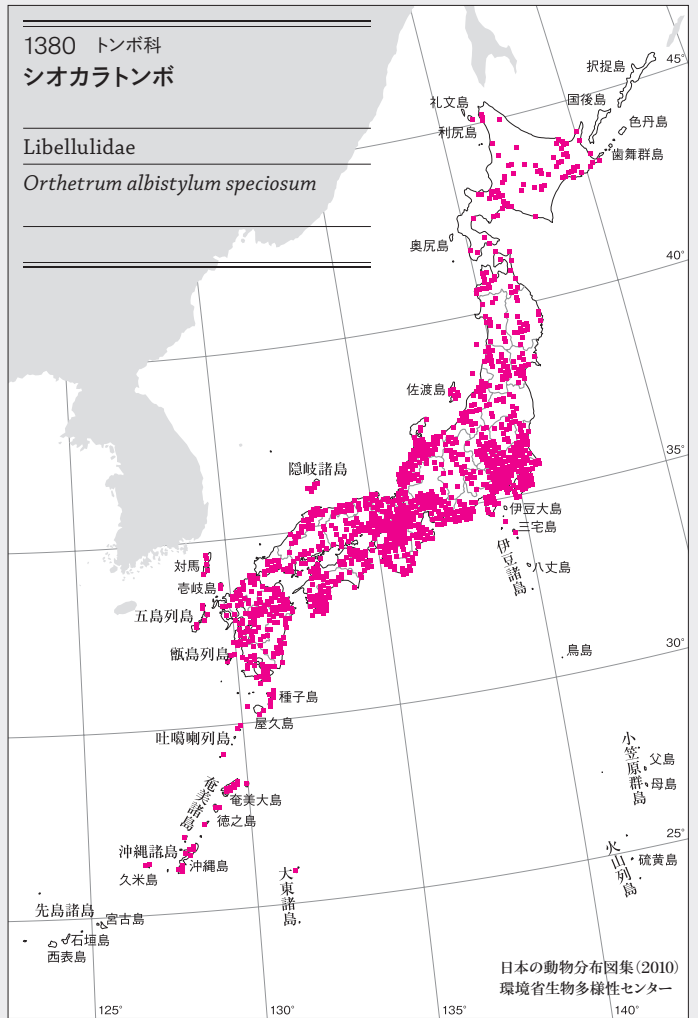 1380 トンボ科
シオカラトンボ
Libellulidae
Orthetrum albistylum speciosum
択捉島
45°
礼文島
国後島
利尻島
色丹島
歯舞群島
奥尻島
40°
佐渡島
35°
隠岐諸島
伊豆大島
三宅島
伊豆諸島
八丈島
対馬
壱岐島
五島列島
甑島列島
鳥島
30°
種子島
屋久島
吐噶喇列島
小笠原群島
父島
母島
奄美諸島
奄美大島
徳之島
25°
沖縄諸島
沖縄島
久米島
火山列島
硫黄島
大東諸島
先島諸島
宮古島
石垣島
西表島
日本の動物分布図集(2010)
環境省生物多様性センター
125°
130°
135°
140°